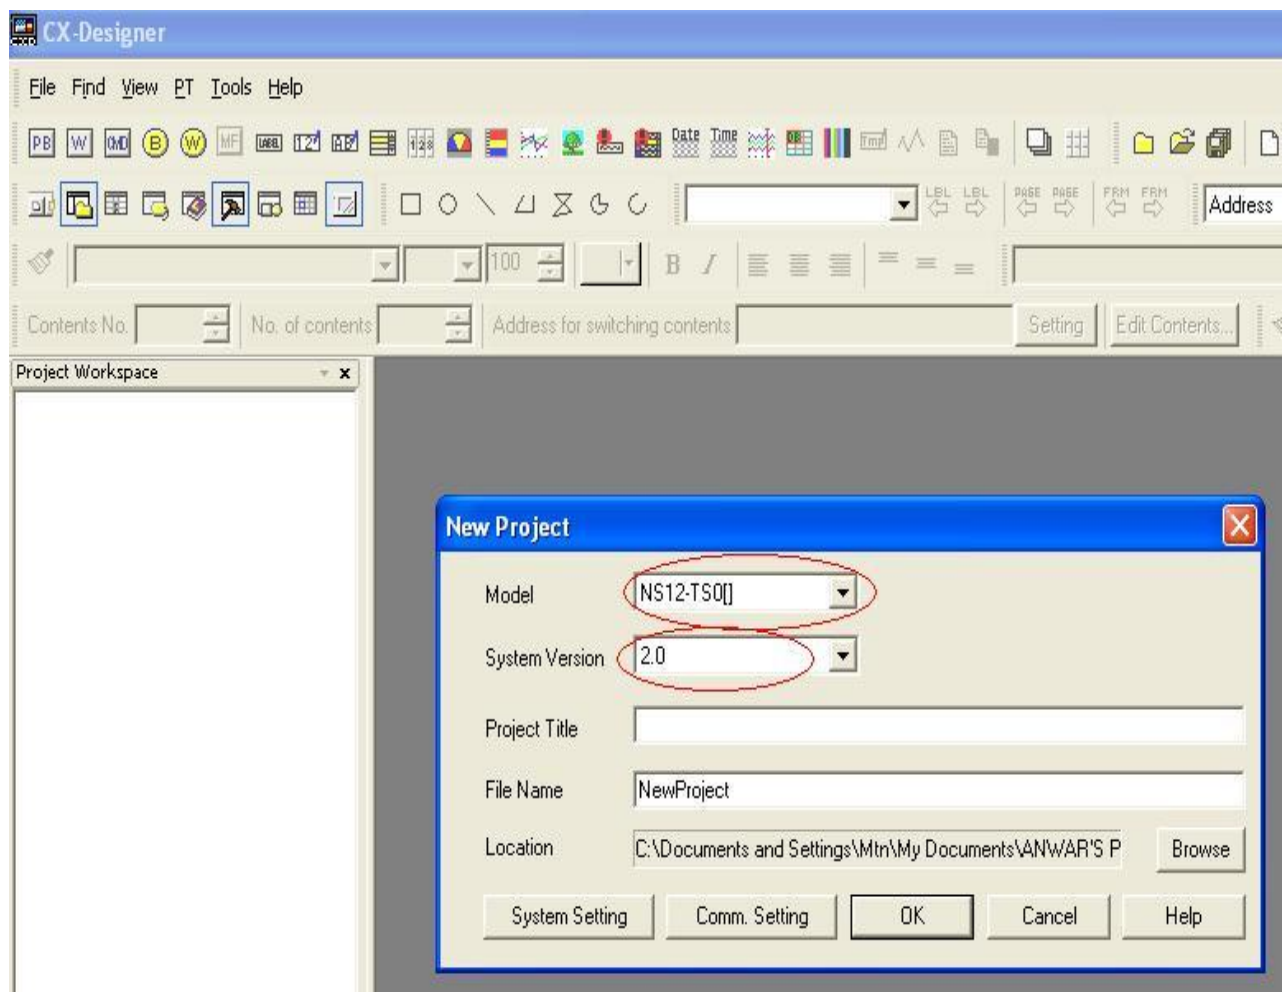 CX-Designer
File Find View PT Tools Help
PB W CMD B W MF LABEL Date Time Tmp
LBL LBL PAGE PAGE FRM FRM Address
100 B I
Contents No. No. of contents Address for switching contents Setting Edit Contents...
Project Workspace
New Project
Model NS12-TS0[]
System Version 2.0
Project Title
File Name NewProject
Location C:\Documents and Settings\Mtn\My Documents\ANWAR'S P Browse
System Setting Comm. Setting OK Cancel Help